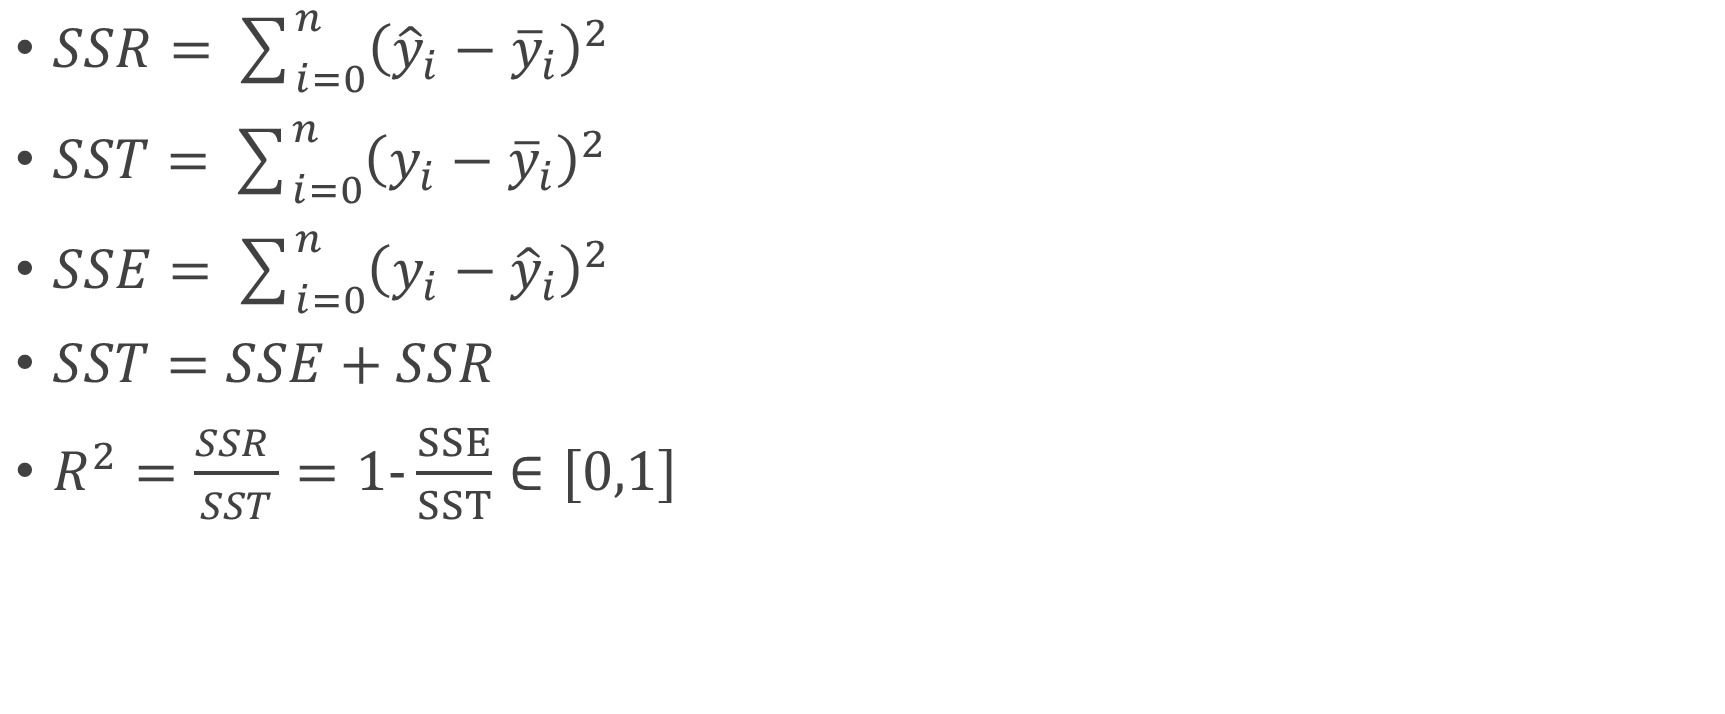 • SSR = ∑ⁿᵢ₌₀(ŷᵢ − ȳᵢ)²
• SST = ∑ⁿᵢ₌₀(yᵢ − ȳᵢ)²
• SSE = ∑ⁿᵢ₌₀(yᵢ − ŷᵢ)²
• SST = SSE + SSR
• R² = SSR/SST = 1-SSE/SST ∈ [0,1]